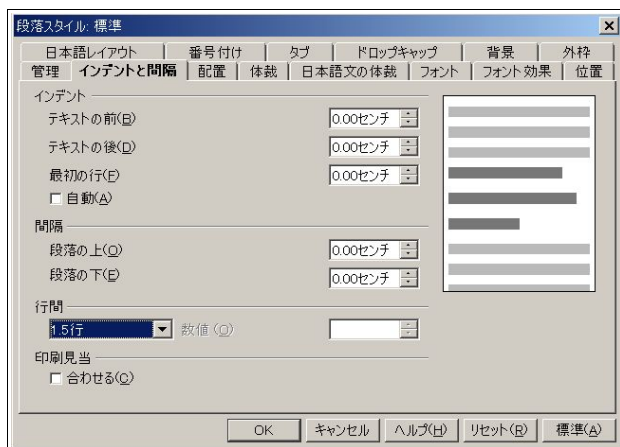 段落スタイル: 標準
日本語レイアウト 番号付け タブ ドロップキャップ 背景 外枠
管理 インデントと間隔 配置 体裁 日本語文の体裁 フォント フォント効果 位置
インデント
テキストの前(B) 0.00センチ
テキストの後(D) 0.00センチ
最初の行(F) 0.00センチ
自動(A)
間隔
段落の上(O) 0.00センチ
段落の下(E) 0.00センチ
行間
1.5行 数値(O)
印刷見当
合わせる(C)
OK キャンセル ヘルプ(H) リセット(R) 標準(A)